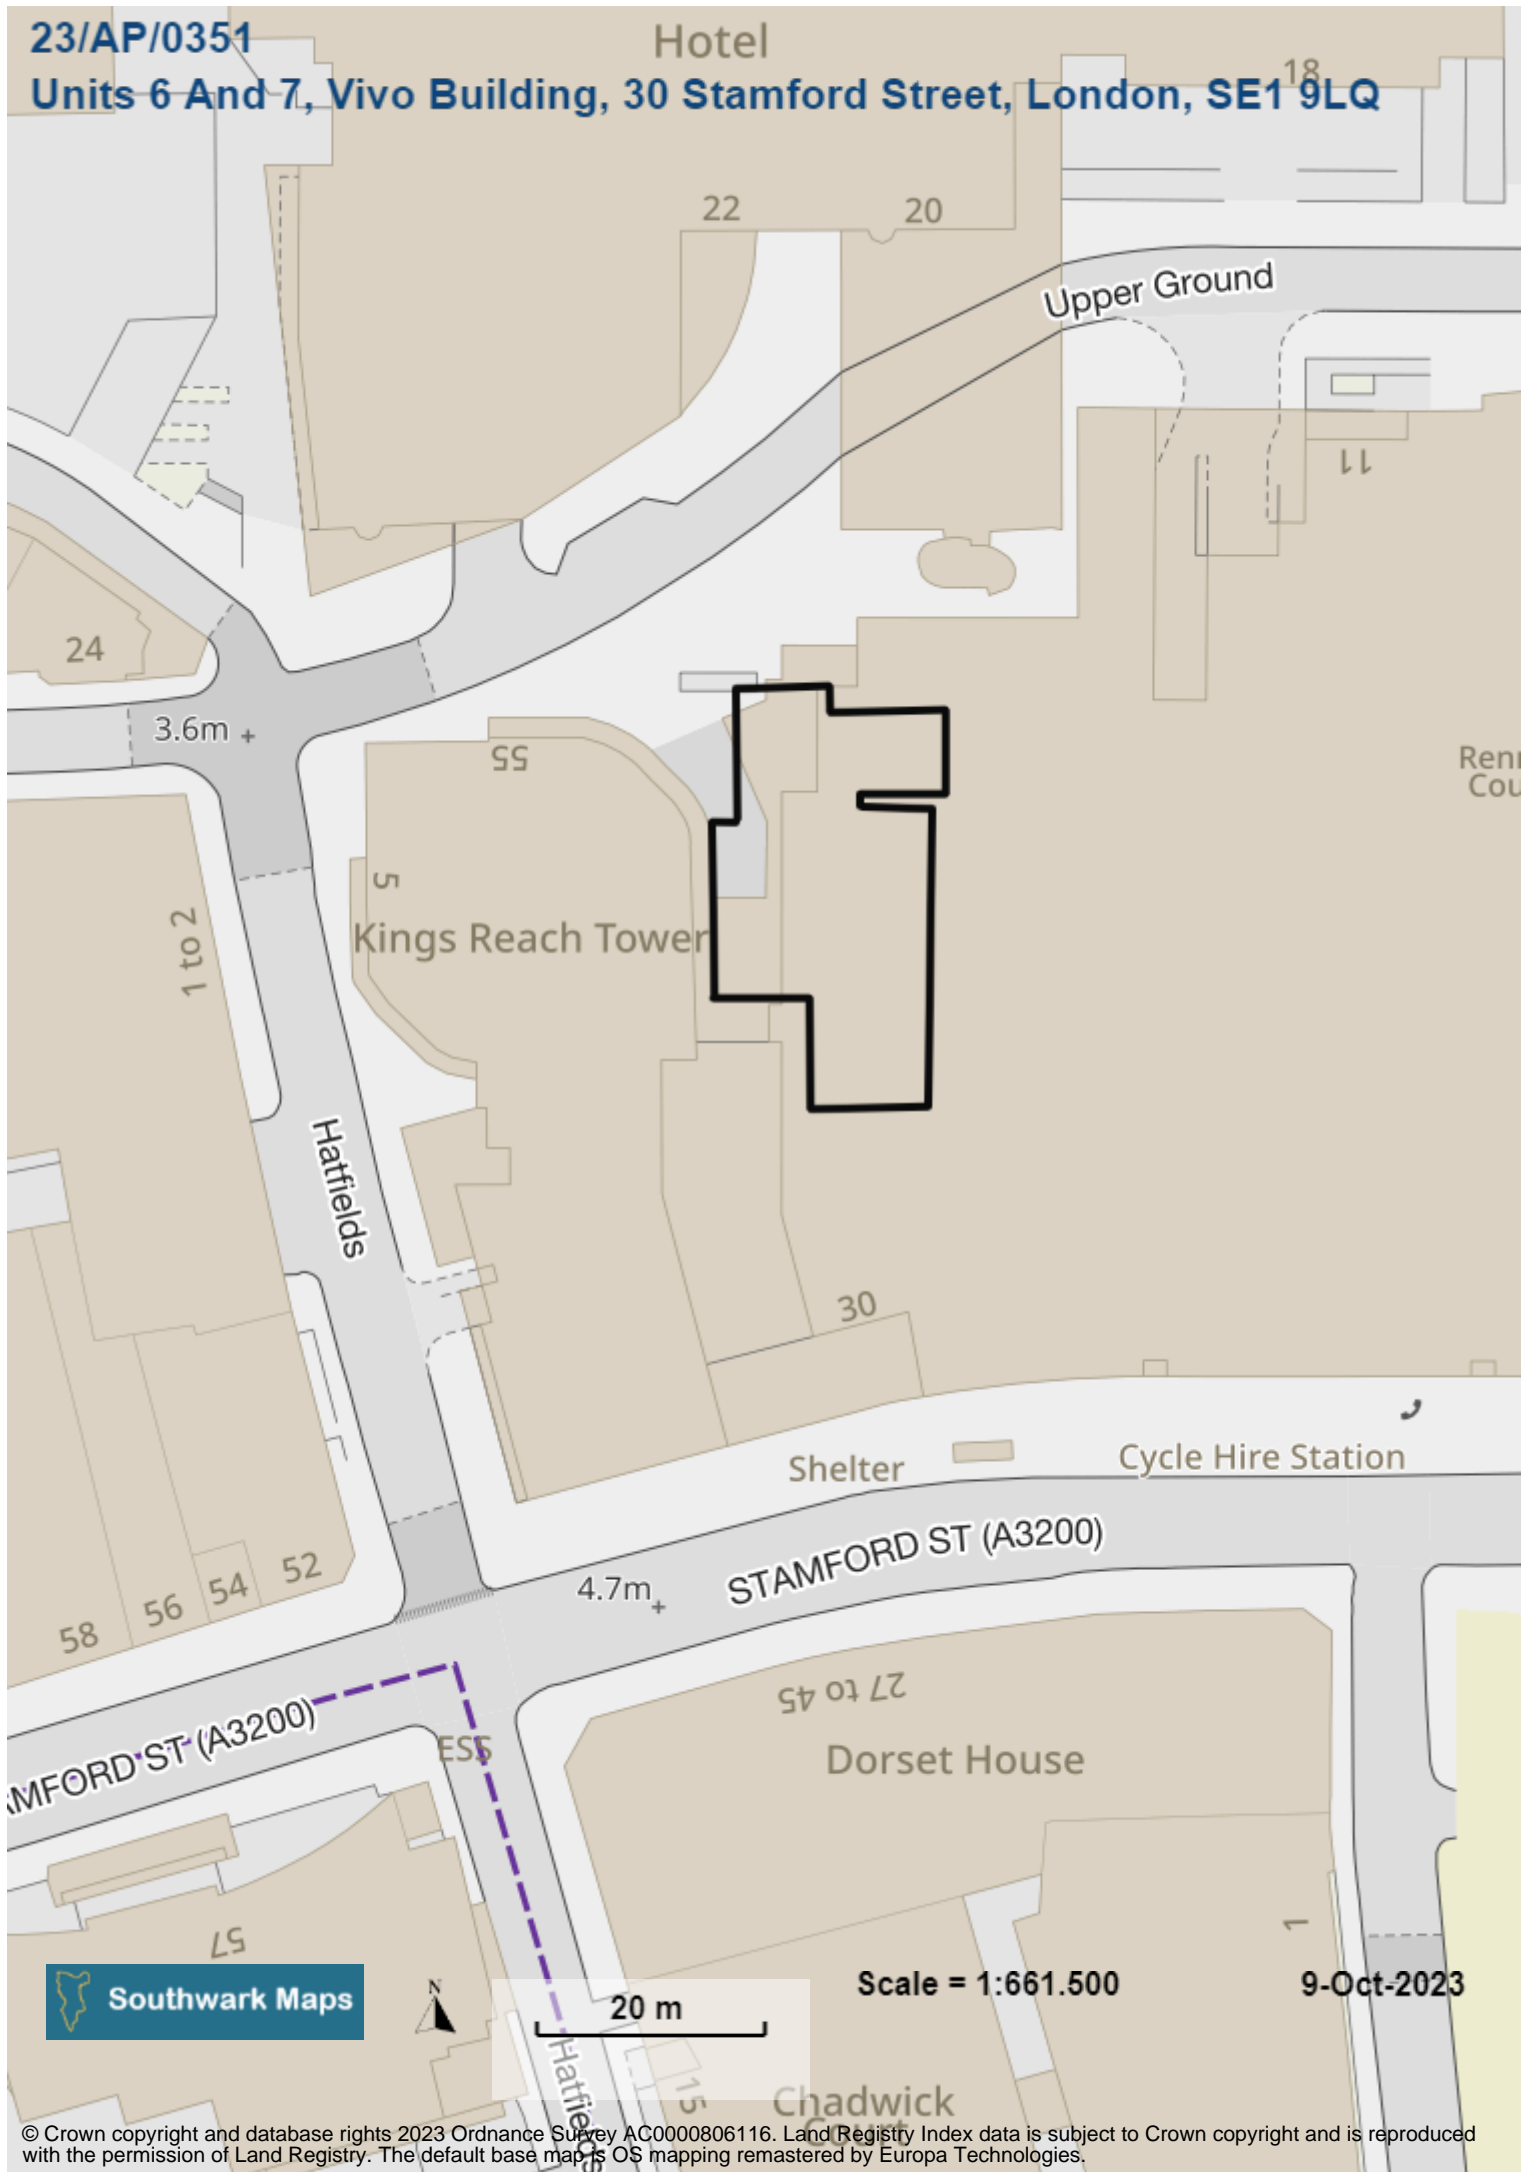 23/AP/0351
Units 6 And 7, Vivo Building, 30 Stamford Street, London, SE1 9LQ
Hotel
18
22
20
Upper Ground
11
24
3.6m
55
5
Kings Reach Tower
1 to 2
Hatfields
30
Shelter
Cycle Hire Station
STAMFORD ST (A3200)
4.7m
52
54
56
58
27 to 45
Dorset House
ESS
57
1
Southwark Maps
N
20 m
Scale = 1:661.500
9-Oct-2023
Hatfields
15
Chadwick
Court
© Crown copyright and database rights 2023 Ordnance Survey AC0000806116. Land Registry Index data is subject to Crown copyright and is reproduced
with the permission of Land Registry. The default base map is OS mapping remastered by Europa Technologies.